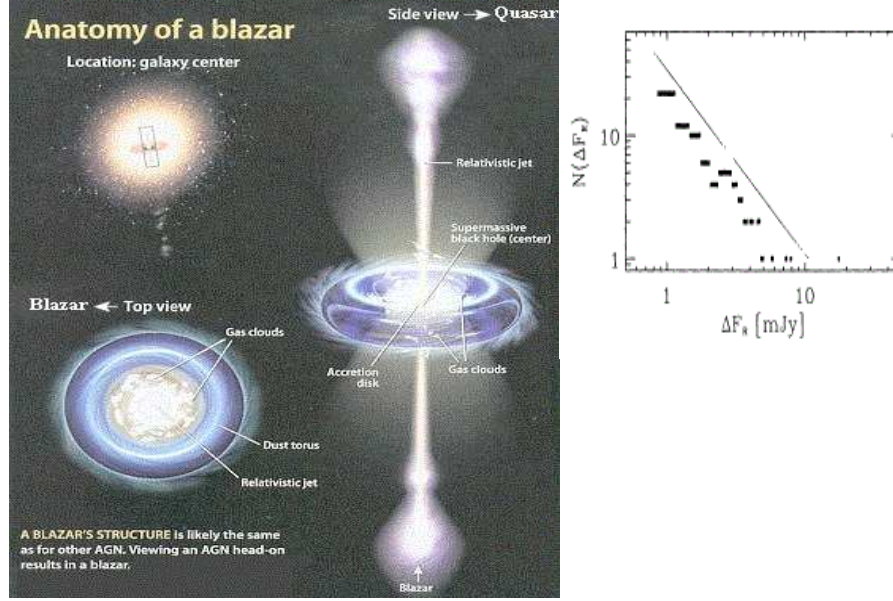 Anatomy of a blazar
Location: galaxy center
Side view → Quasar
Relativistic jet
Supermassive
black hole (center)
Blazar ← Top view
Gas clouds
Accretion
disk
Gas clouds
Dust torus
Relativistic jet
A BLAZAR'S STRUCTURE is likely the same
as for other AGN. Viewing an AGN head-on
results in a blazar.
Blazar
N(ΔF_R)
10
1
1
10
ΔF_R [mJy]